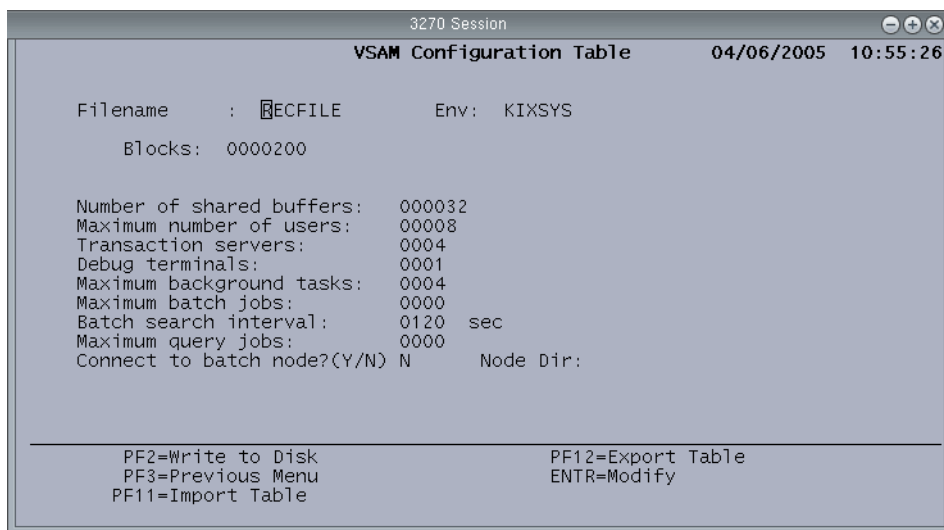 3270 Session
VSAM Configuration Table 04/06/2005 10:55:26
Filename : RECFILE Env: KIXSYS
Blocks: 0000200
Number of shared buffers: 000032
Maximum number of users: 00008
Transaction servers: 0004
Debug terminals: 0001
Maximum background tasks: 0004
Maximum batch jobs: 0000
Batch search interval: 0120 sec
Maximum query jobs: 0000
Connect to batch node?(Y/N) N Node Dir:
PF2=Write to Disk PF12=Export Table
PF3=Previous Menu ENTR=Modify
PF11=Import Table